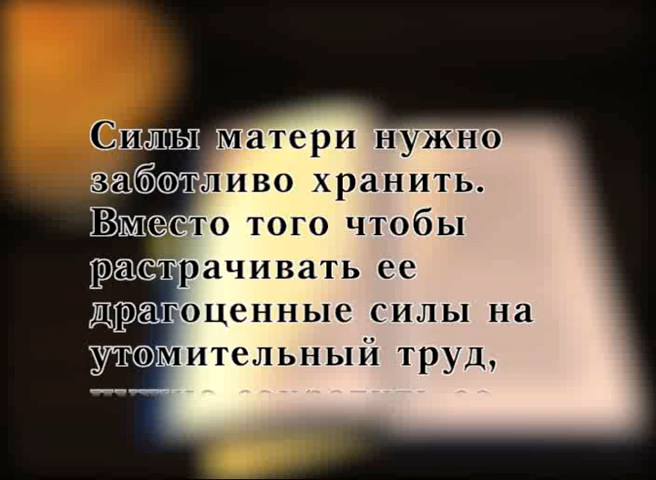 Силы матери нужно
заботливо хранить.
Вместо того чтобы
растрачивать ее
драгоценные силы на
утомительный труд,